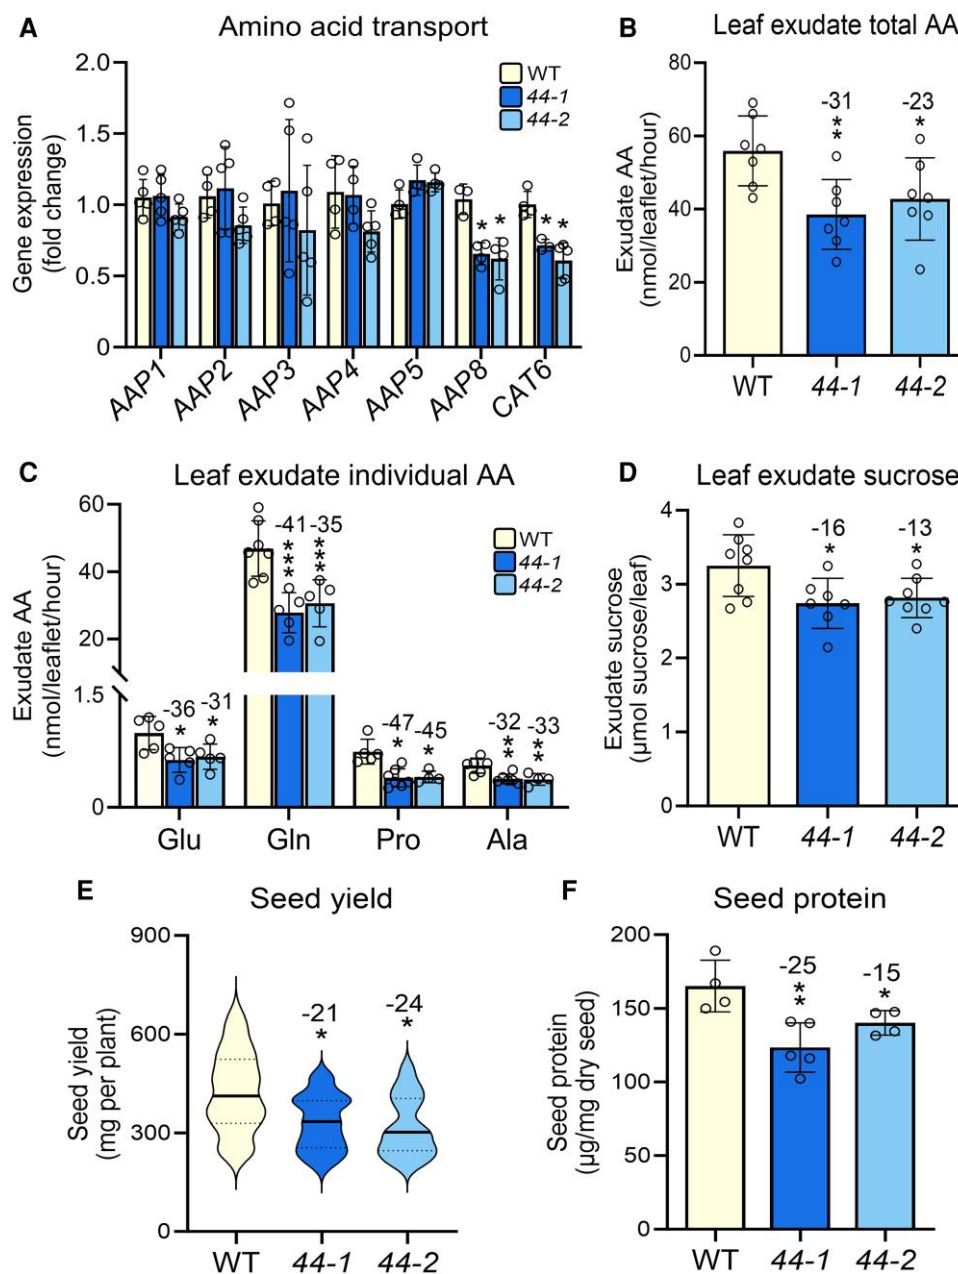 A Amino acid transport
Gene expression
(fold change)
2.0
1.5
1.0
0.5
0
WT
44-1
44-2
* * * *
AAP1 AAP2 AAP3 AAP4 AAP5 AAP8 CAT6
B Leaf exudate total AA
Exudate AA
(nmol/leaflet/hour)
80
60
40
20
0
-31 -23
** *
WT 44-1 44-2
C Leaf exudate individual AA
Exudate AA
(nmol/leaflet/hour)
60
40
20
1.5
0
WT
44-1
44-2
-36 -31 -41 -35 -47 -45 -32 -33
* * *** *** * * ** **
Glu Gln Pro Ala
D Leaf exudate sucrose
Exudate sucrose
(µmol sucrose/leaf)
4
3
2
1
0
-16 -13
* *
WT 44-1 44-2
E Seed yield
Seed yield
(mg per plant)
900
600
300
0
-21 -24
* *
WT 44-1 44-2
F Seed protein
Seed protein
(µg/mg dry seed)
200
150
100
50
0
-25 -15
** *
WT 44-1 44-2